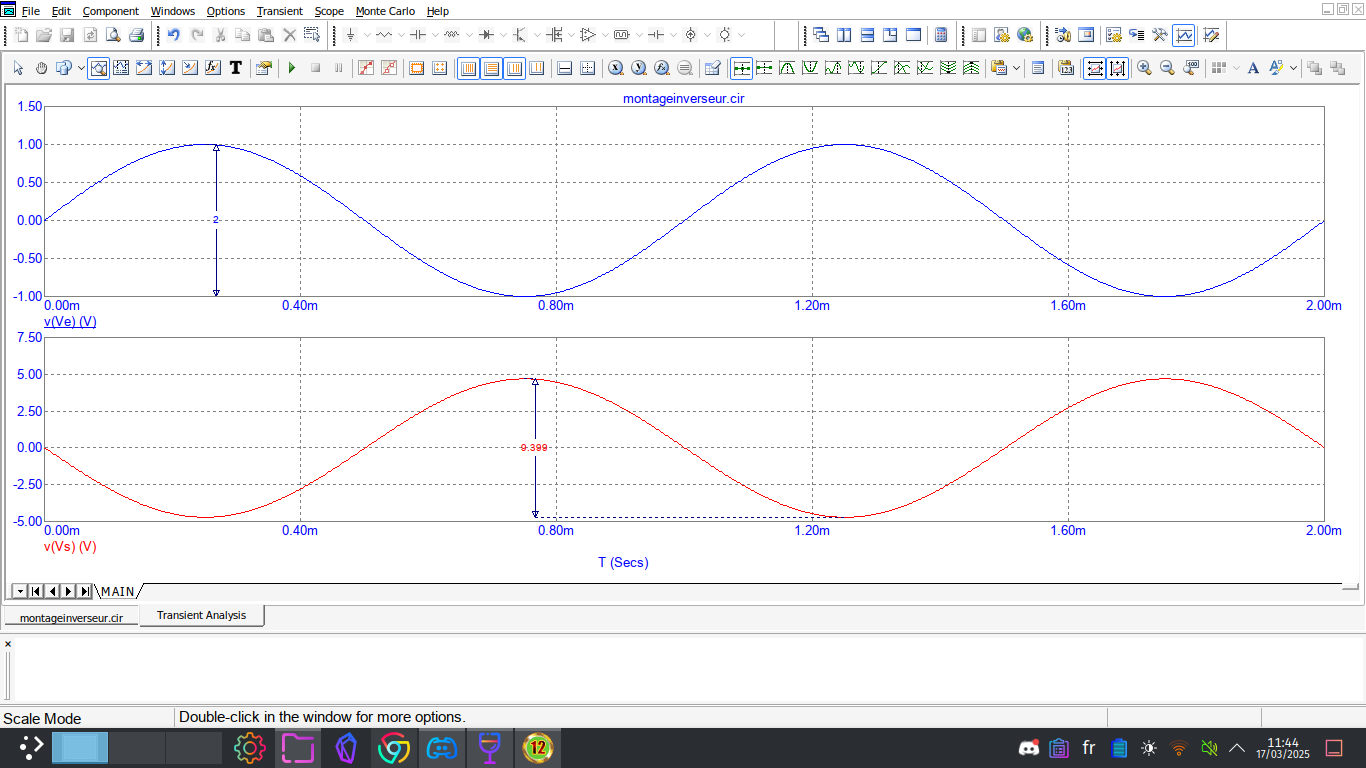 File Edit Component Windows Options Transient Scope Monte Carlo Help
montageinverseur.cir
1.50
1.00
0.50
0.00
-0.50
-1.00
2
0.00m 0.40m 0.80m 1.20m 1.60m 2.00m
v(Ve) (V)
7.50
5.00
2.50
0.00
-2.50
-5.00
9.399
0.00m 0.40m 0.80m 1.20m 1.60m 2.00m
v(Vs) (V)
T (Secs)
MAIN
montageinverseur.cir Transient Analysis
Scale Mode Double-click in the window for more options.
12 fr 11:44
17/03/2025